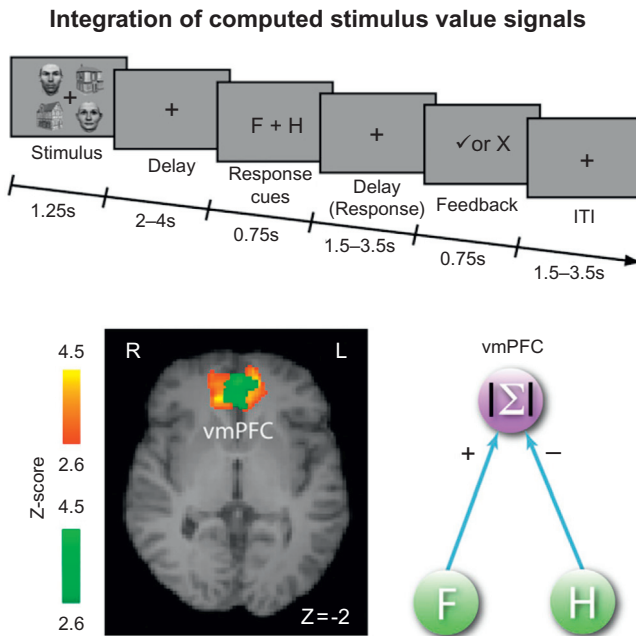 Integration of computed stimulus value signals
+
+
F + H
+
✓or X
+
Stimulus
Delay
Response
cues
Delay
(Response)
Feedback
ITI
1.25s
2–4s
0.75s
1.5–3.5s
0.75s
1.5–3.5s
Z-score
4.5
2.6
4.5
2.6
R
L
vmPFC
Z=-2
vmPFC
|Σ|
+
–
F
H